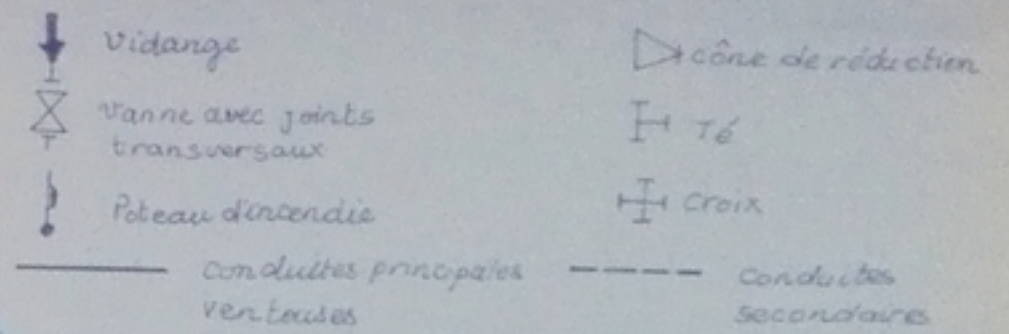 Vidange
Vanne avec joints
transversaux
Poteau d'incendie
conduites principales
ventouses
cône de réduction
Té
Croix
conduites
secondaires